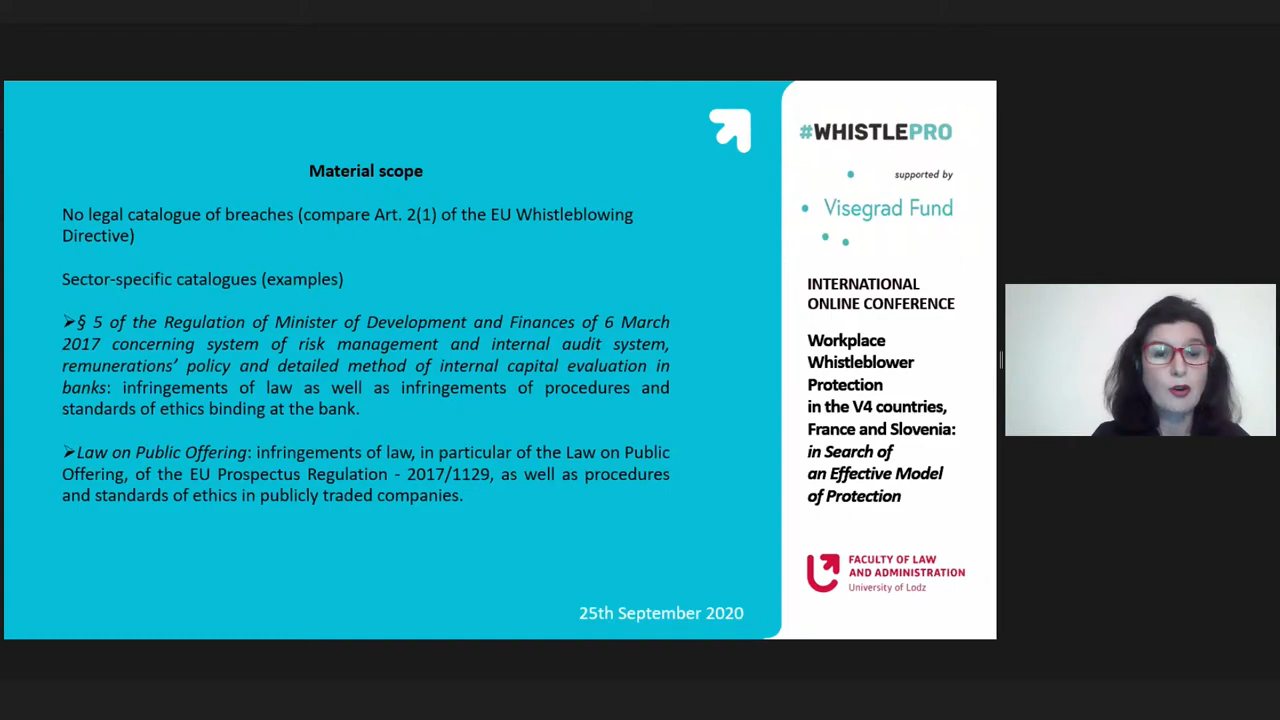 Material scope
No legal catalogue of breaches (compare Art. 2(1) of the EU Whistleblowing
Directive)
Sector-specific catalogues (examples)
➢§ 5 of the Regulation of Minister of Development and Finances of 6 March
2017 concerning system of risk management and internal audit system,
remunerations’ policy and detailed method of internal capital evaluation in
banks: infringements of law as well as infringements of procedures and
standards of ethics binding at the bank.
➢Law on Public Offering: infringements of law, in particular of the Law on Public
Offering, of the EU Prospectus Regulation - 2017/1129, as well as procedures
and standards of ethics in publicly traded companies.
25th September 2020
#WHISTLEPRO
supported by
Visegrad Fund
INTERNATIONAL
ONLINE CONFERENCE
Workplace
Whistleblower
Protection
in the V4 countries,
France and Slovenia:
in Search of
an Effective Model
of Protection
FACULTY OF LAW
AND ADMINISTRATION
University of Lodz